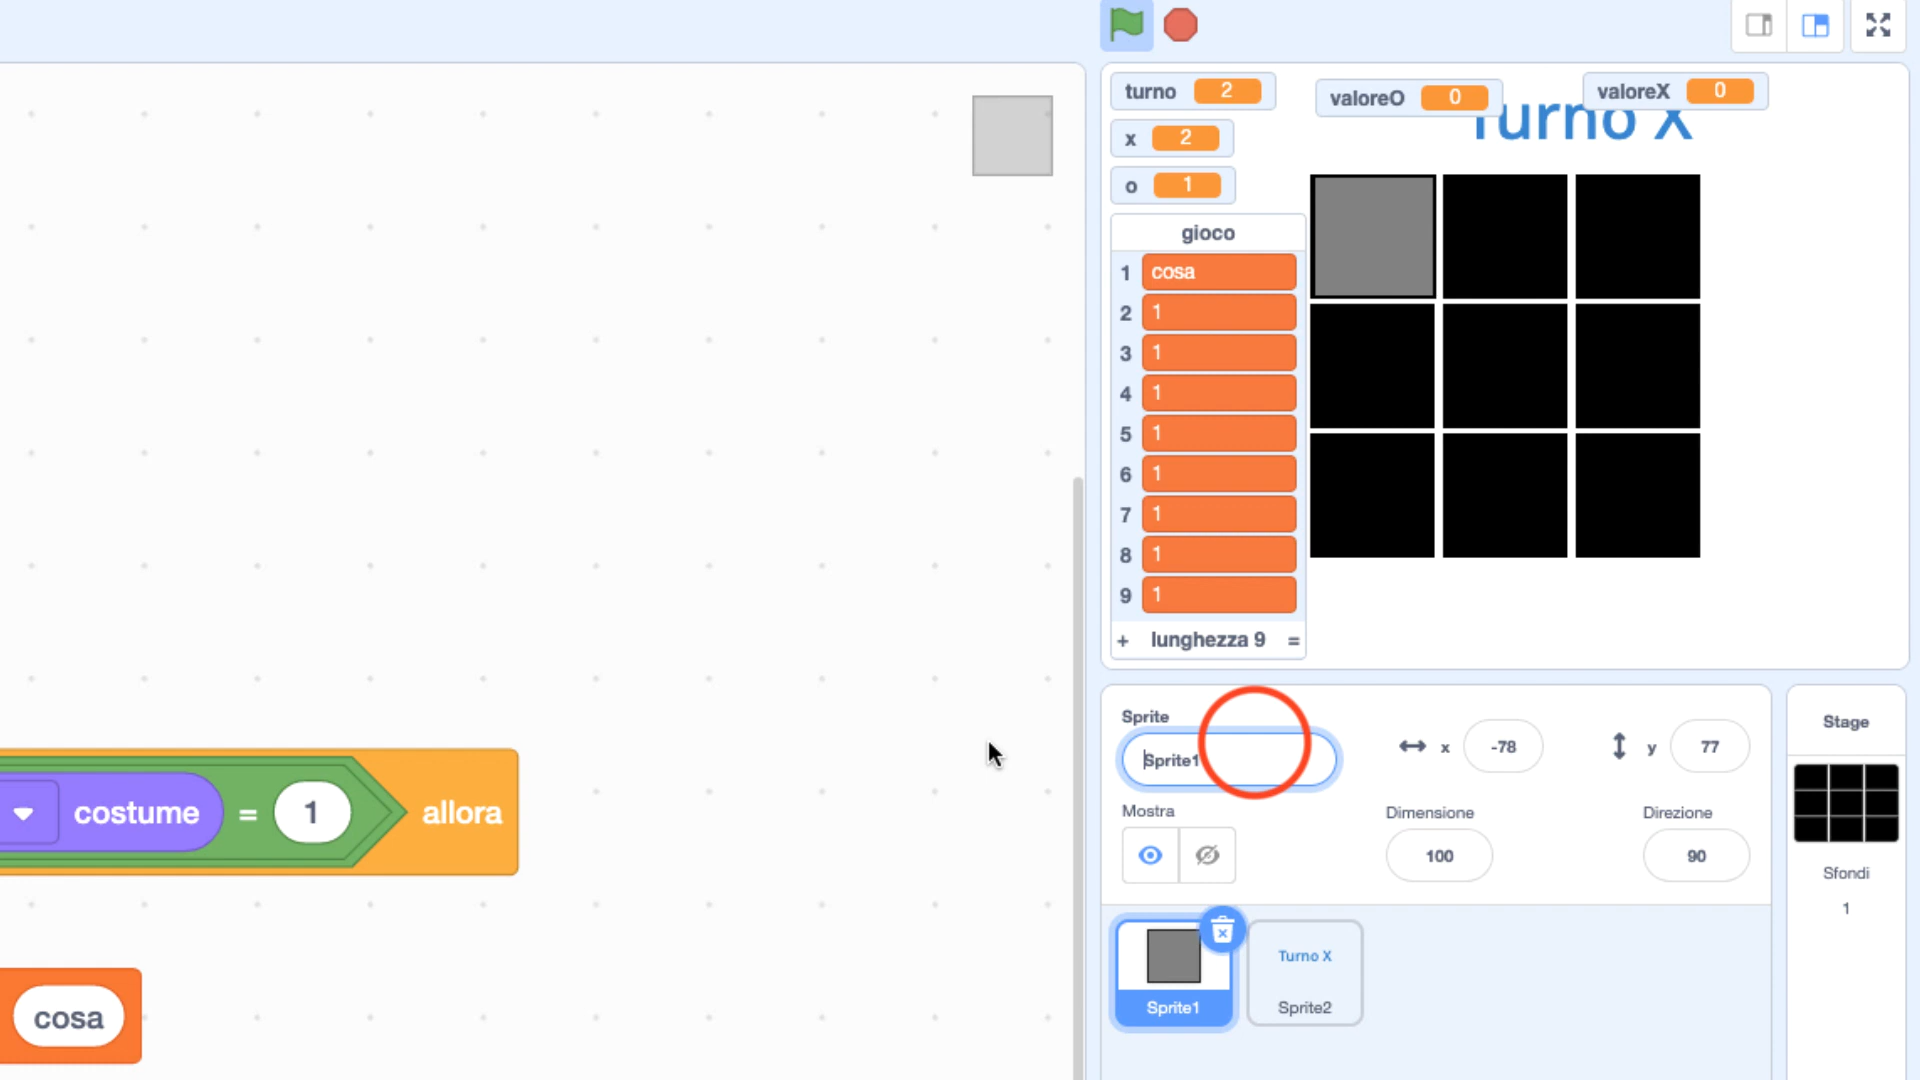 turno 2
valoreO 0
valoreX 0
Turno X
x 2
o 1
gioco
1 cosa
2 1
3 1
4 1
5 1
6 1
7 1
8 1
9 1
+ lunghezza 9 =
costume = 1 allora
cosa
Sprite
Sprite1
x -78
y 77
Mostra
Dimensione
100
Direzione
90
Turno X
Sprite1
Sprite2
Stage
Sfondi
1